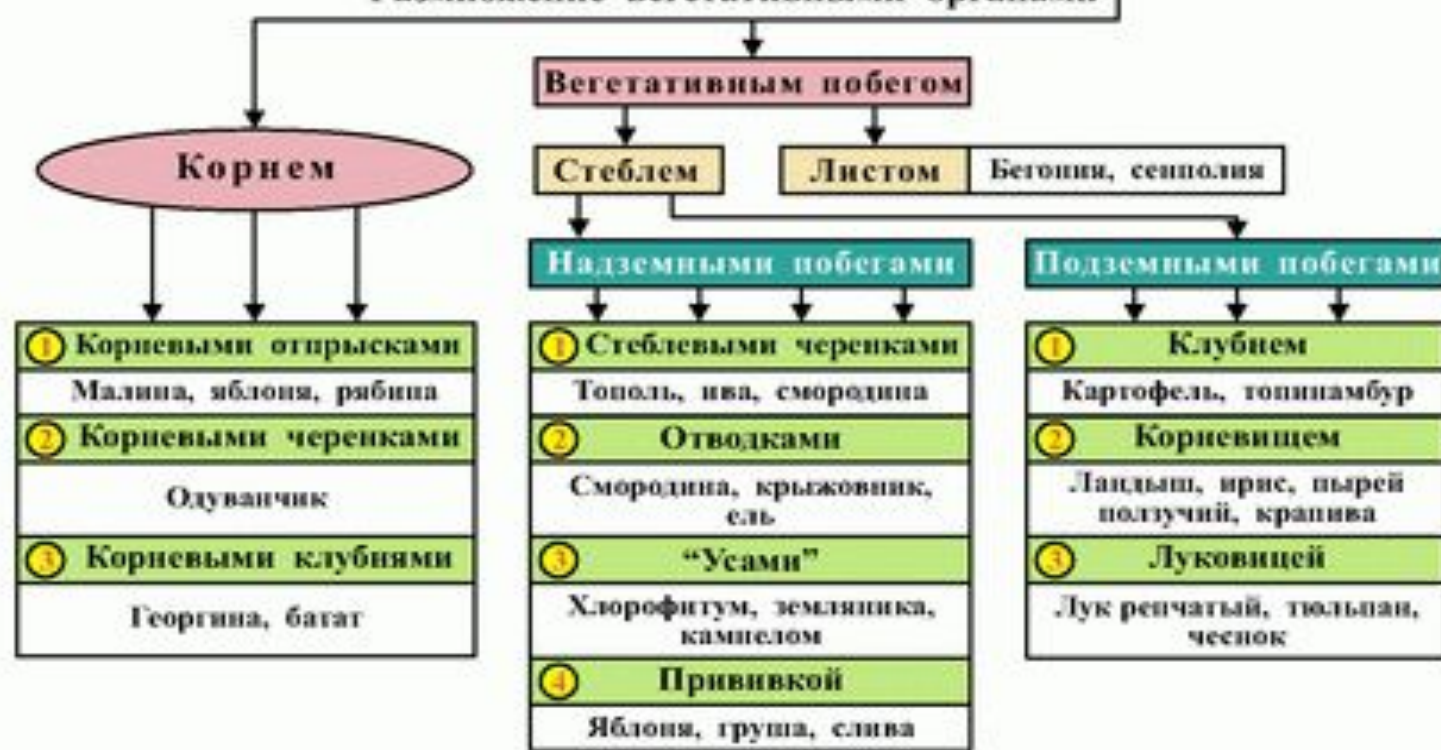 Размножение вегетативными органами
Вегетативным побегом
Корнем
Стеблем
Листом
Бегония, сенполия
Надземными побегами
Подземными побегами
1 Корневыми отпрысками
Малина, яблоня, рябина
2 Корневыми черенками
Одуванчик
3 Корневыми клубнями
Георгина, батат
1 Стеблевыми черенками
Тополь, ива, смородина
2 Отводками
Смородина, крыжовник,
ель
3 “Усами”
Хлорофитум, земляника,
камнелом
4 Прививкой
Яблоня, груша, слива
1 Клубнем
Картофель, топинамбур
2 Корневищем
Ландыш, ирис, пырей
ползучий, крапива
3 Луковицей
Лук репчатый, тюльпан,
чеснок